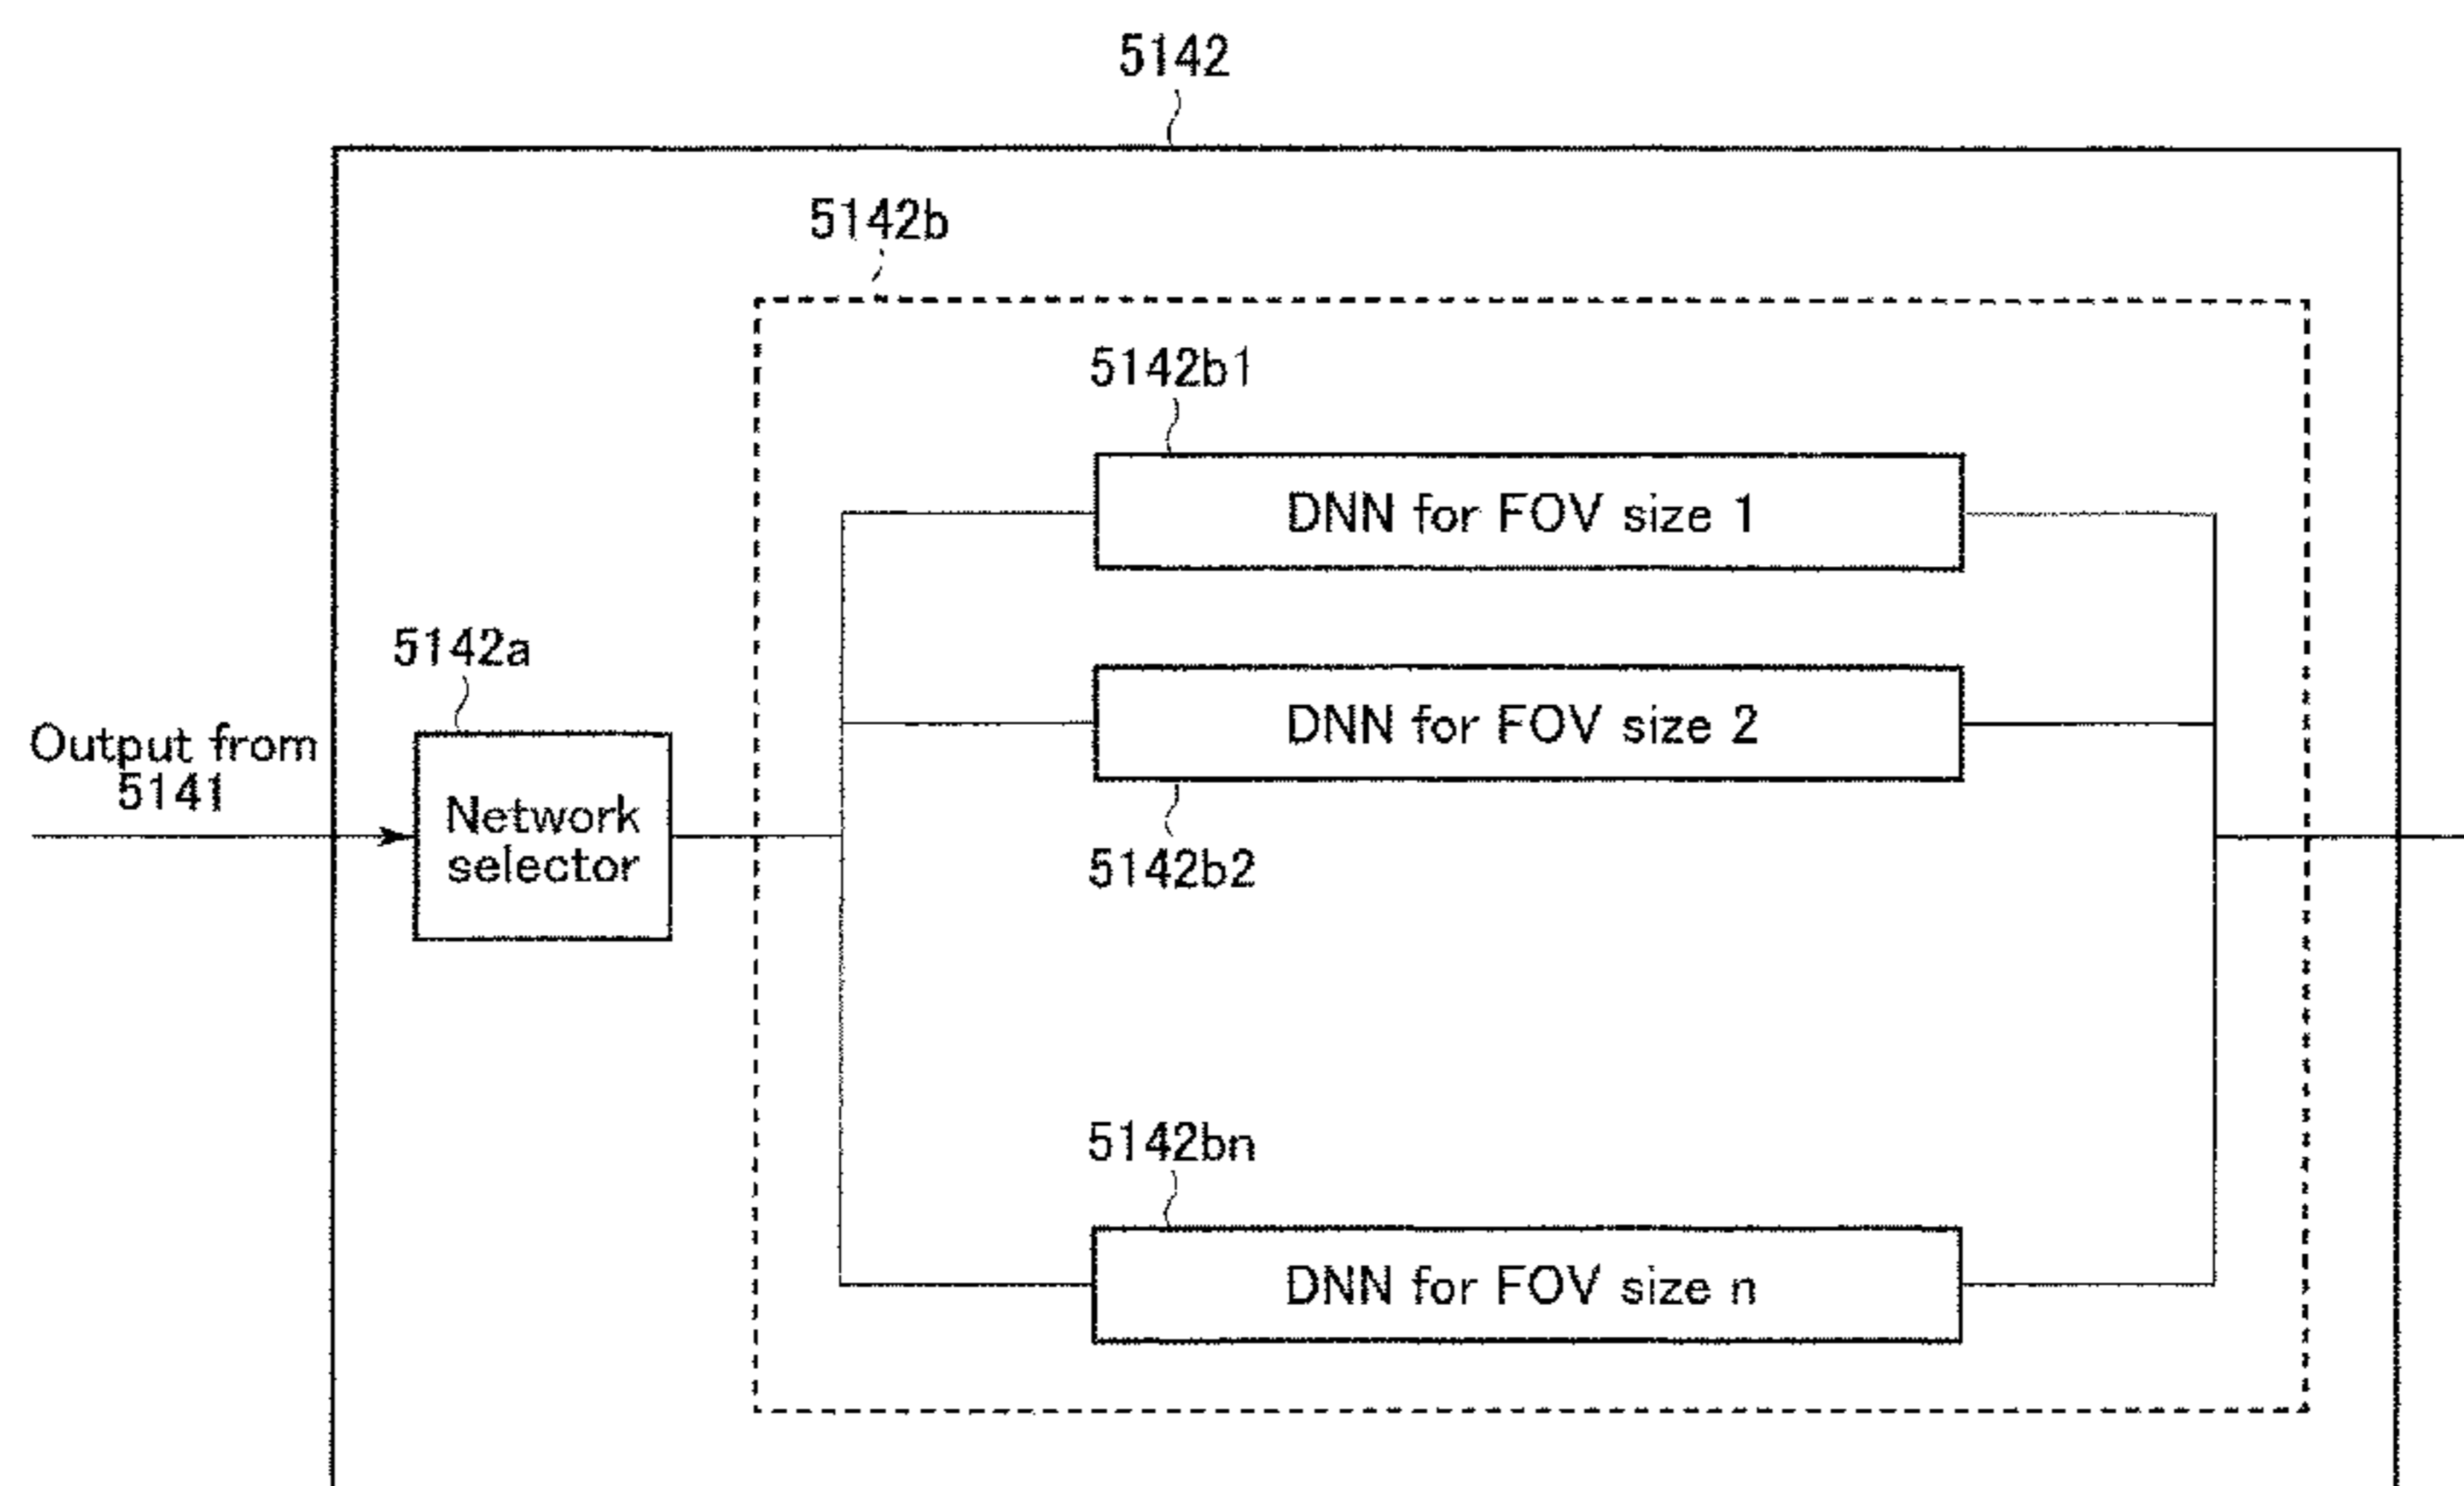 5142
5142b
5142b1
DNN for FOV size 1
5142a
DNN for FOV size 2
Output from
5141
Network
selector
5142b2
5142bn
DNN for FOV size n